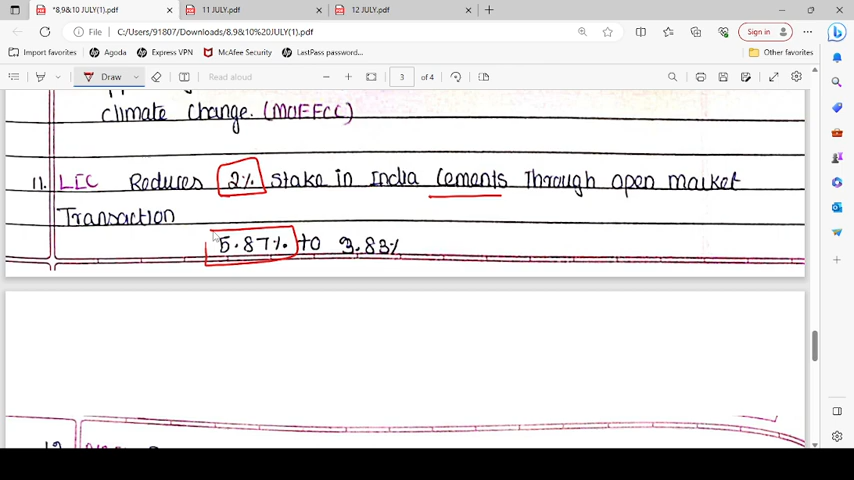 *8,9&10 JULY(1).pdf
11 JULY.pdf
12 JULY.pdf
File
C:/Users/91807/Downloads/8,9&10%20JULY(1).pdf
Sign in
Import favorites
Agoda
Express VPN
McAfee Security
LastPass password...
Other favorites
Draw
Read aloud
3
of 4
climate change. (MOEFCC)
11. LIC Reduces 2% stake in India Cements Through open market
Transaction
5.87% to 3.83%